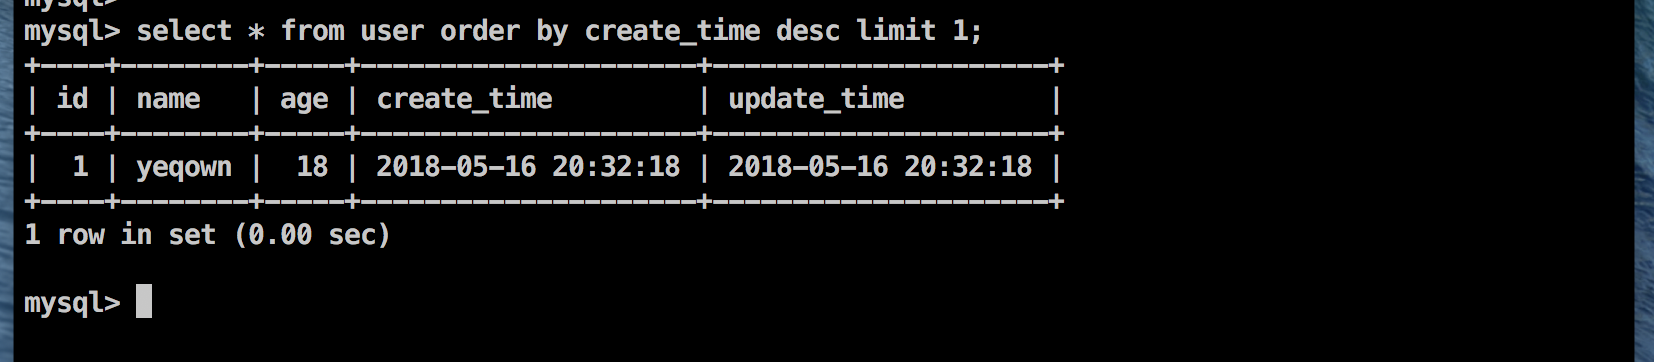 mysql>
mysql> select * from user order by create_time desc limit 1;
+----+--------+-----+---------------------+---------------------+
| id | name   | age | create_time         | update_time         |
+----+--------+-----+---------------------+---------------------+
|  1 | yeqown |  18 | 2018-05-16 20:32:18 | 2018-05-16 20:32:18 |
+----+--------+-----+---------------------+---------------------+
1 row in set (0.00 sec)
mysql>